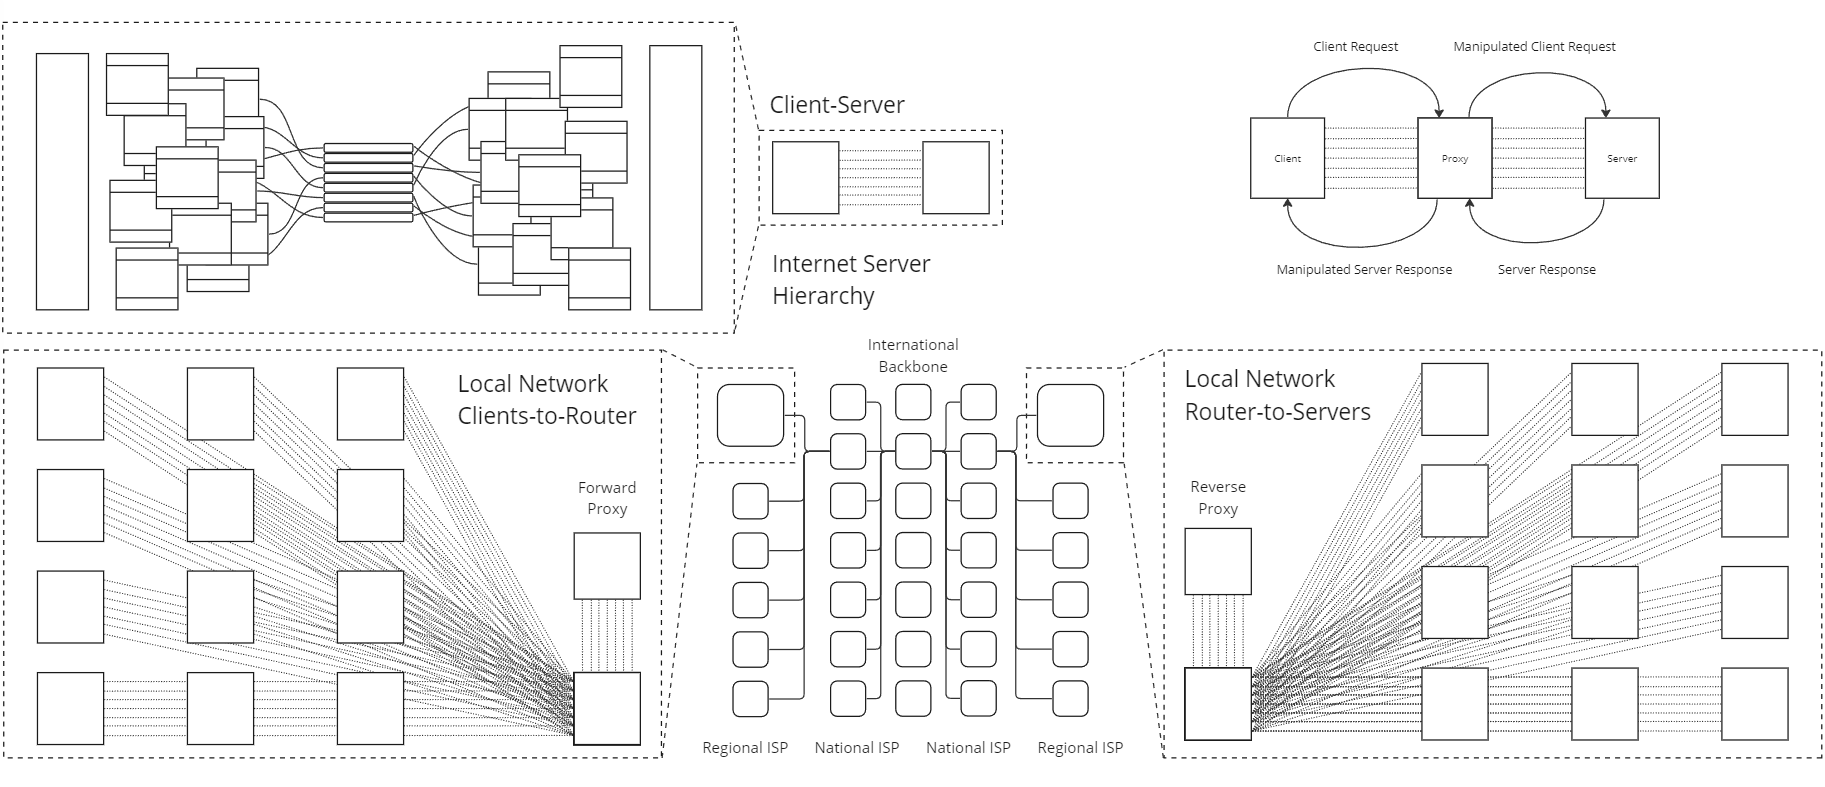 Client Request
Manipulated Client Request
Client-Server
Client
Proxy
Server
Internet Server
Hierarchy
Manipulated Server Response
Server Response
International
Backbone
Local Network
Clients-to-Router
Forward
Proxy
Local Network
Router-to-Servers
Reverse
Proxy
Regional ISP
National ISP
National ISP
Regional ISP